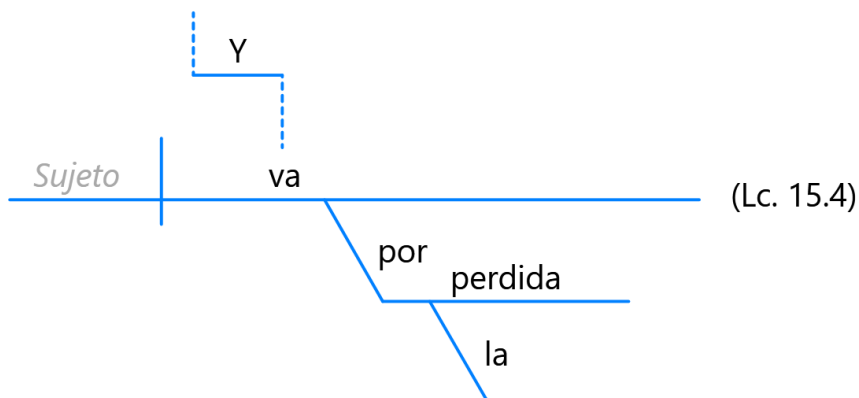 Y
Sujeto
va
(Lc. 15.4)
por
perdida
la